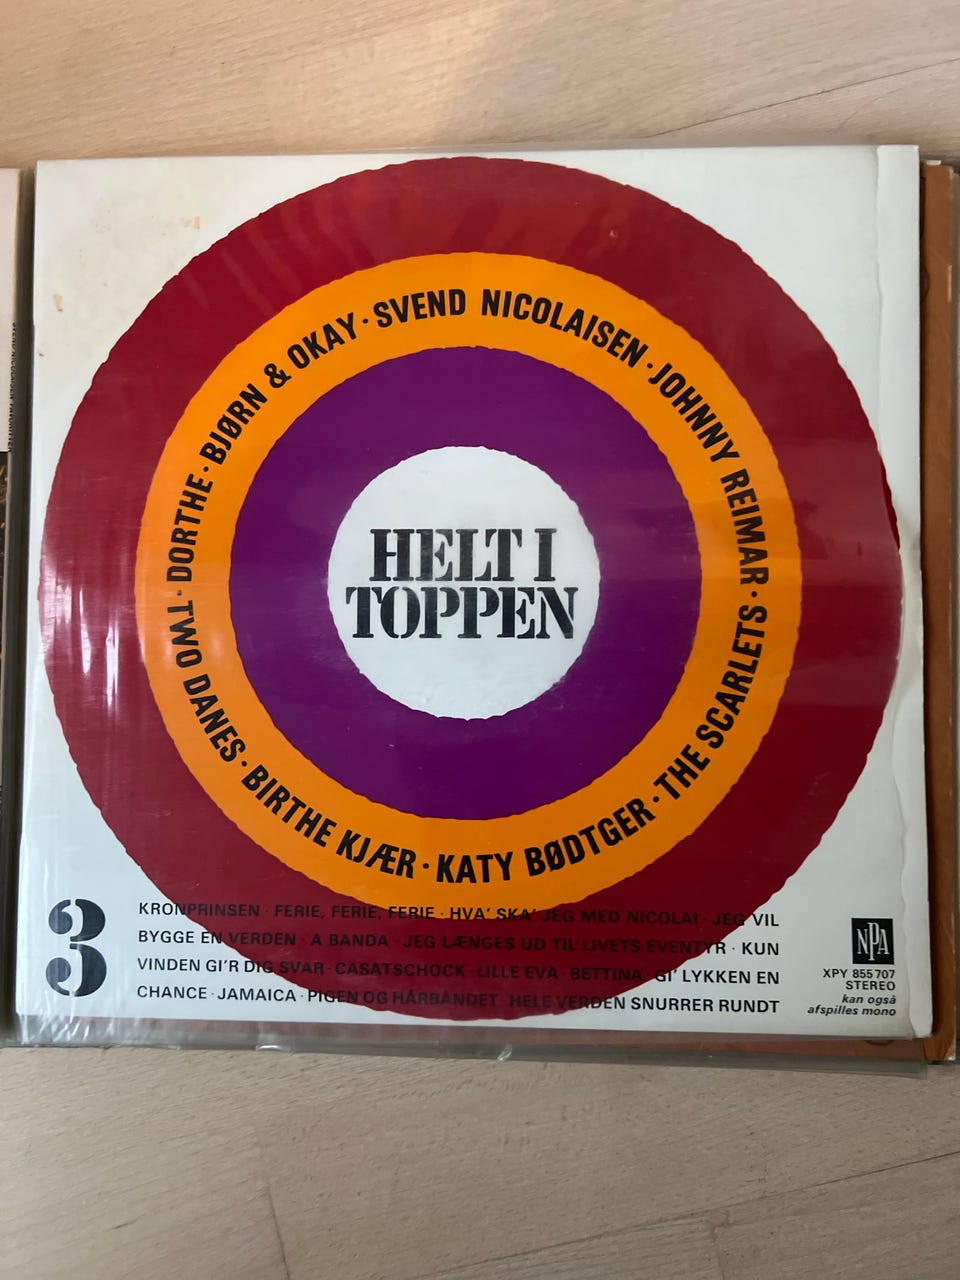 BJØRN & OKAY · SVEND NICOLAISEN · JOHNNY REIMAR · THE SCARLETS · KATY BØDTGER · BIRTHE KJÆR · TWO DANES · DORTHE ·
HELT I
TOPPEN
3
KRONPRINSEN · FERIE, FERIE, FERIE · HVA' SKA' JEG MED NICOLAI · JEG VIL
BYGGE EN VERDEN · A BANDA · JEG LÆNGES UD TIL LIVETS EVENTYR · KUN
VINDEN GI'R DIG SVAR · CASATSCHOCK · LILLE EVA · BETTINA · GI' LYKKEN EN
CHANCE · JAMAICA · PIGEN OG HÅRBÅNDET · HELE VERDEN SNURRER RUNDT
NPA
XPY 855 707
STEREO
kan også
afspilles mono